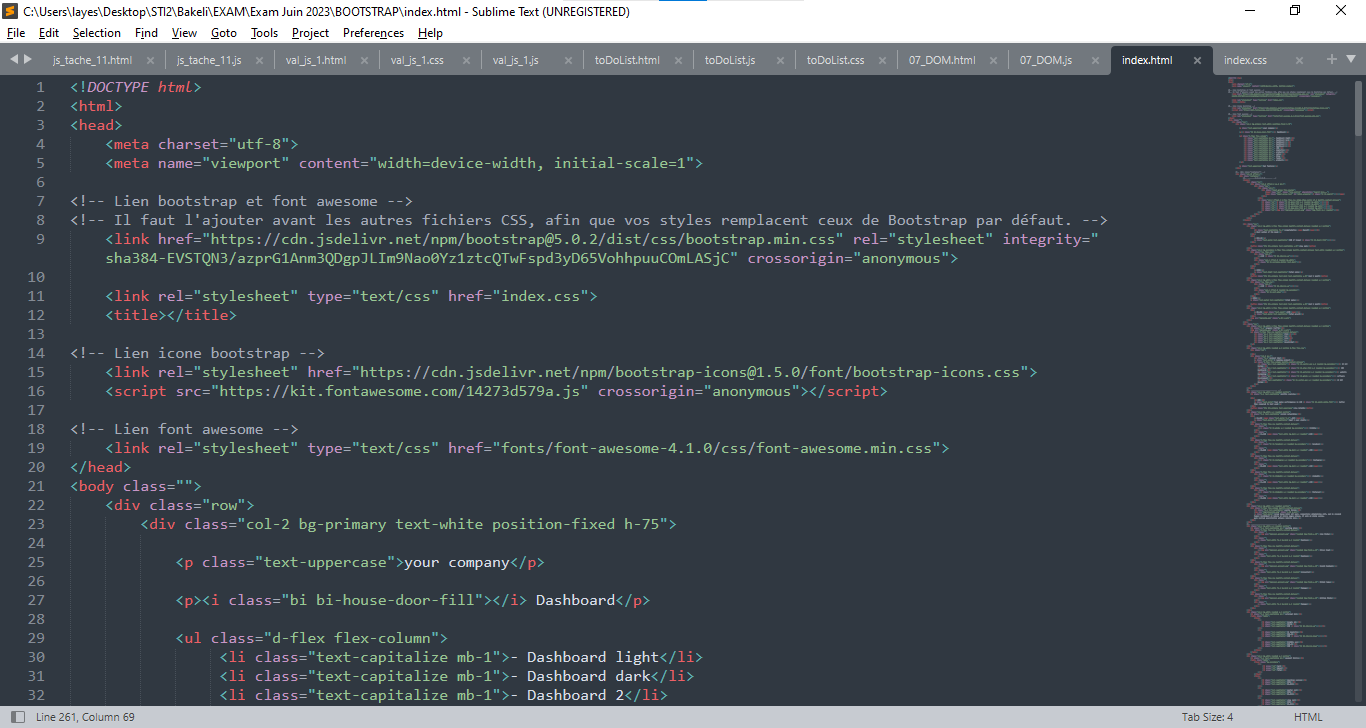 C:\Users\layes\Desktop\STI2\Bakeli\EXAM\Exam Juin 2023\BOOTSTRAP\index.html - Sublime Text (UNREGISTERED)
File Edit Selection Find View Goto Tools Project Preferences Help
js_tache_11.html js_tache_11.js val_js_1.html val_js_1.css val_js_1.js toDoList.html toDoList.js toDoList.css 07_DOM.html 07_DOM.js index.html index.css
1 <!DOCTYPE html>
2 <html>
3 <head>
4 <meta charset="utf-8">
5 <meta name="viewport" content="width=device-width, initial-scale=1">
6
7 <!-- Lien bootstrap et font awesome -->
8 <!-- Il faut l'ajouter avant les autres fichiers CSS, afin que vos styles remplacent ceux de Bootstrap par défaut. -->
9 <link href="https://cdn.jsdelivr.net/npm/bootstrap@5.0.2/dist/css/bootstrap.min.css" rel="stylesheet" integrity="
sha384-EVSTQN3/azprG1Anm3QDgpJLIm9Nao0Yz1ztcQTwFspd3yD65VohhpuuCOmLASjC" crossorigin="anonymous">
10
11 <link rel="stylesheet" type="text/css" href="index.css">
12 <title></title>
13
14 <!-- Lien icone bootstrap -->
15 <link rel="stylesheet" href="https://cdn.jsdelivr.net/npm/bootstrap-icons@1.5.0/font/bootstrap-icons.css">
16 <script src="https://kit.fontawesome.com/14273d579a.js" crossorigin="anonymous"></script>
17
18 <!-- Lien font awesome -->
19 <link rel="stylesheet" type="text/css" href="fonts/font-awesome-4.1.0/css/font-awesome.min.css">
20 </head>
21 <body class="">
22 <div class="row">
23 <div class="col-2 bg-primary text-white position-fixed h-75">
24
25 <p class="text-uppercase">your company</p>
26
27 <p><i class="bi bi-house-door-fill"></i> Dashboard</p>
28
29 <ul class="d-flex flex-column">
30 <li class="text-capitalize mb-1">- Dashboard light</li>
31 <li class="text-capitalize mb-1">- Dashboard dark</li>
32 <li class="text-capitalize mb-1">- Dashboard 2</li>
Line 261, Column 69 Tab Size: 4 HTML